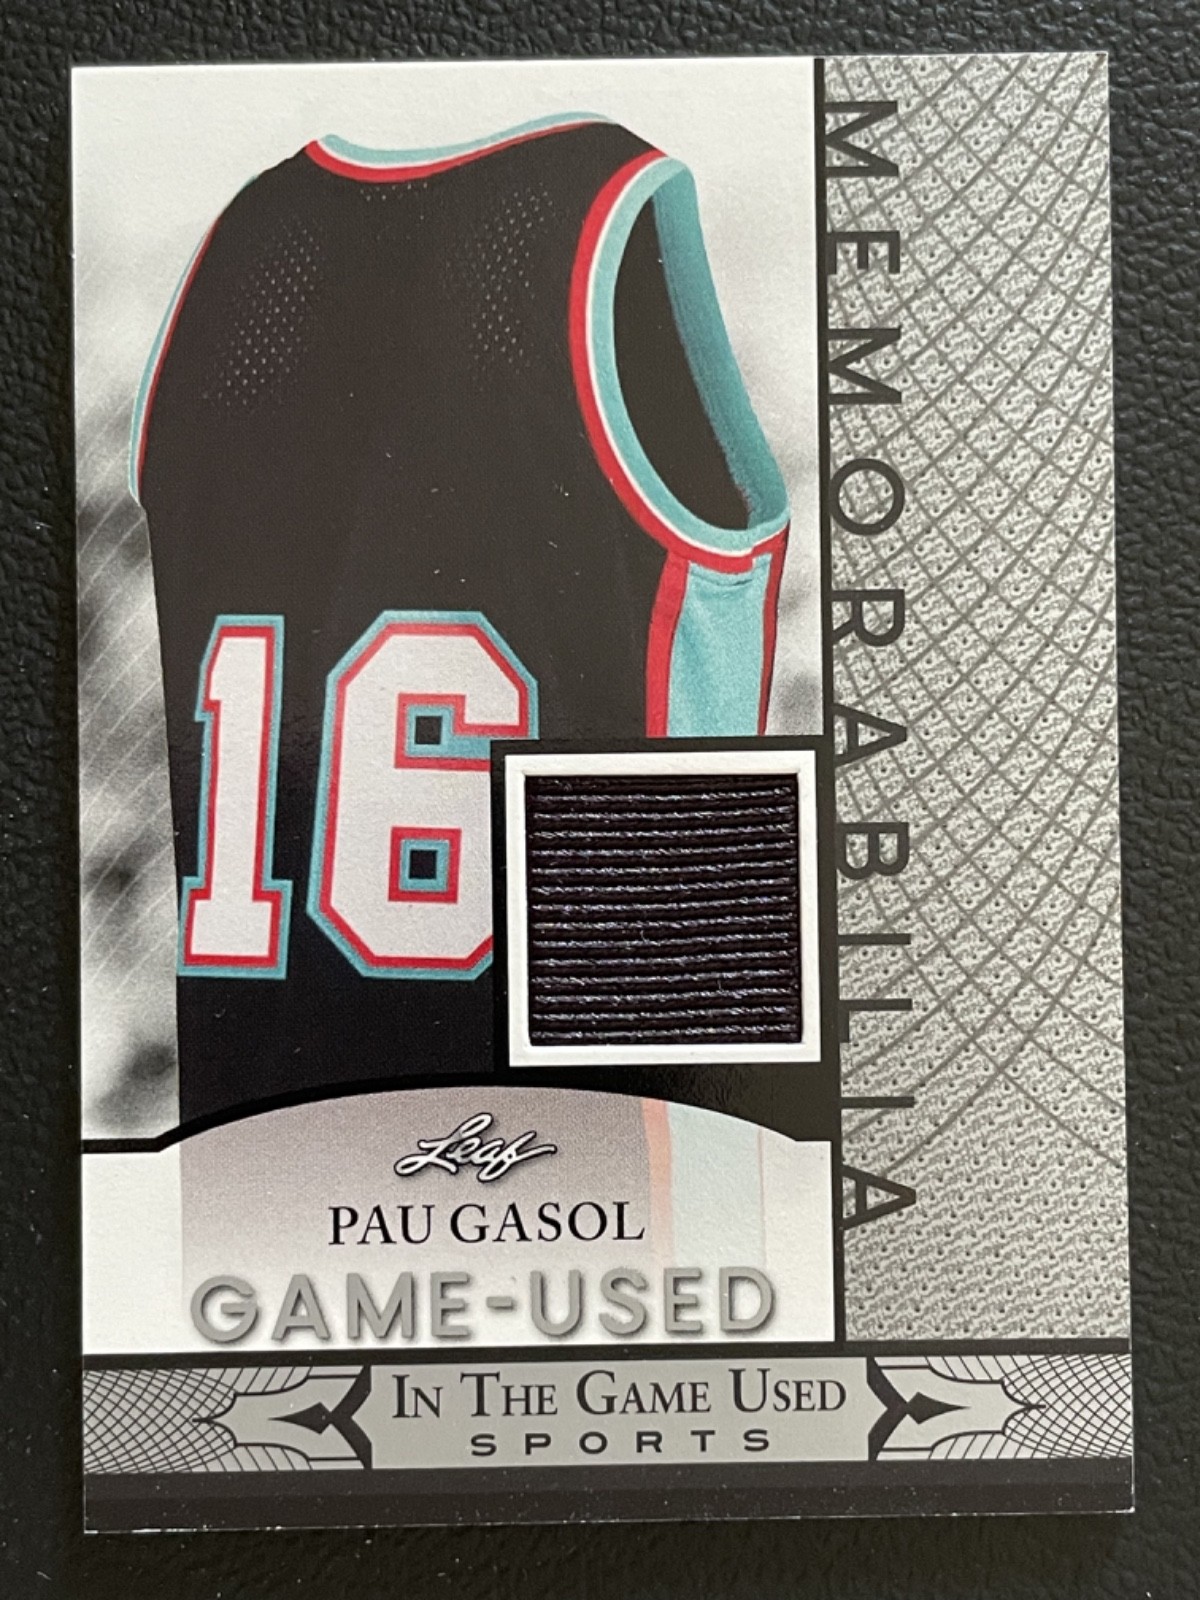 MEMORABILIA
16
Leaf
PAU GASOL
GAME-USED
IN THE GAME USED
SPORTS